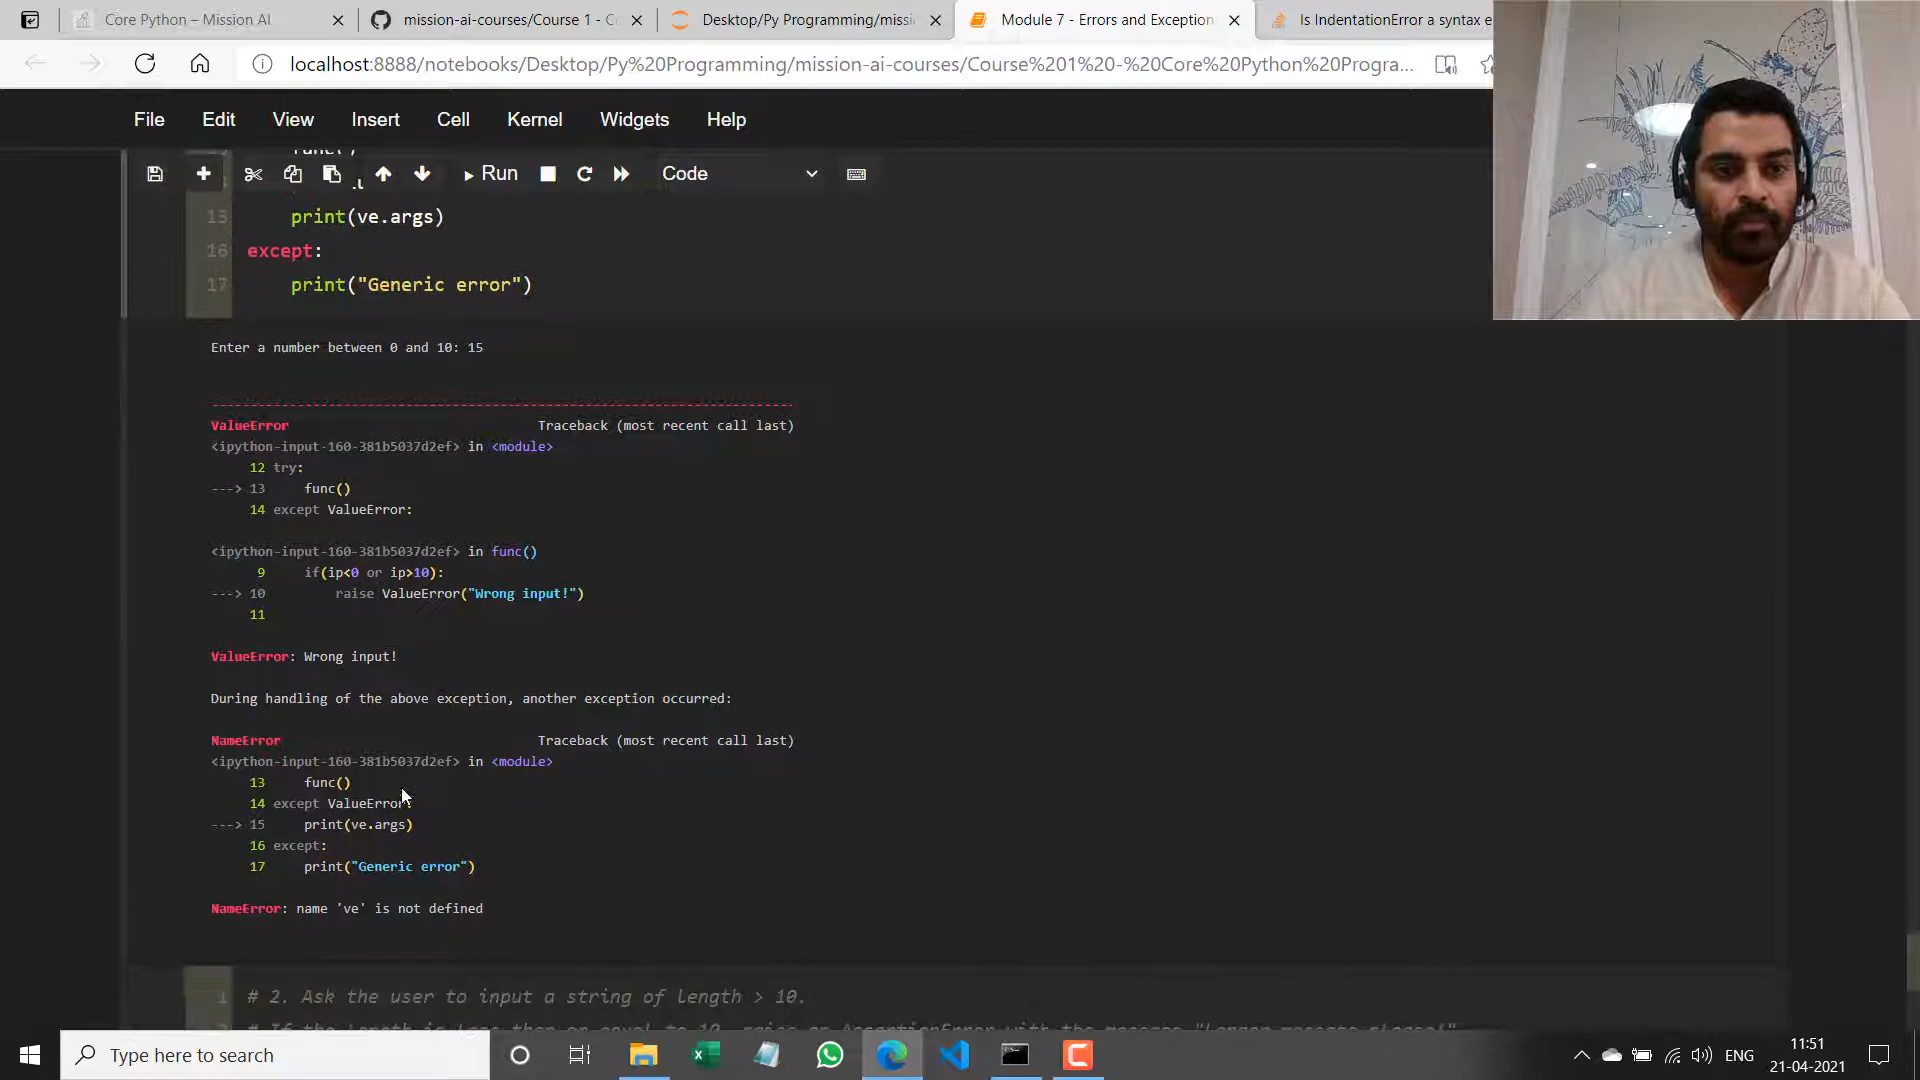 Core Python – Mission AI
mission-ai-courses/Course 1 - C
Desktop/Py Programming/missi
Module 7 - Errors and Exception
Is IndentationError a syntax e
localhost:8888/notebooks/Desktop/Py%20Programming/mission-ai-courses/Course%201%20-%20Core%20Python%20Progra...
File Edit View Insert Cell Kernel Widgets Help
Run
Code
print(ve.args)
16 except:
17 print("Generic error")
Enter a number between 0 and 10: 15
ValueError Traceback (most recent call last)
<ipython-input-160-381b5037d2ef> in <module>
12 try:
---> 13 func()
14 except ValueError:
<ipython-input-160-381b5037d2ef> in func()
9 if(ip<0 or ip>10):
---> 10 raise ValueError("Wrong input!")
11
ValueError: Wrong input!
During handling of the above exception, another exception occurred:
NameError Traceback (most recent call last)
<ipython-input-160-381b5037d2ef> in <module>
13 func()
14 except ValueError:
---> 15 print(ve.args)
16 except:
17 print("Generic error")
NameError: name 've' is not defined
1 # 2. Ask the user to input a string of length > 10.
Type here to search
ENG
11:51
21-04-2021